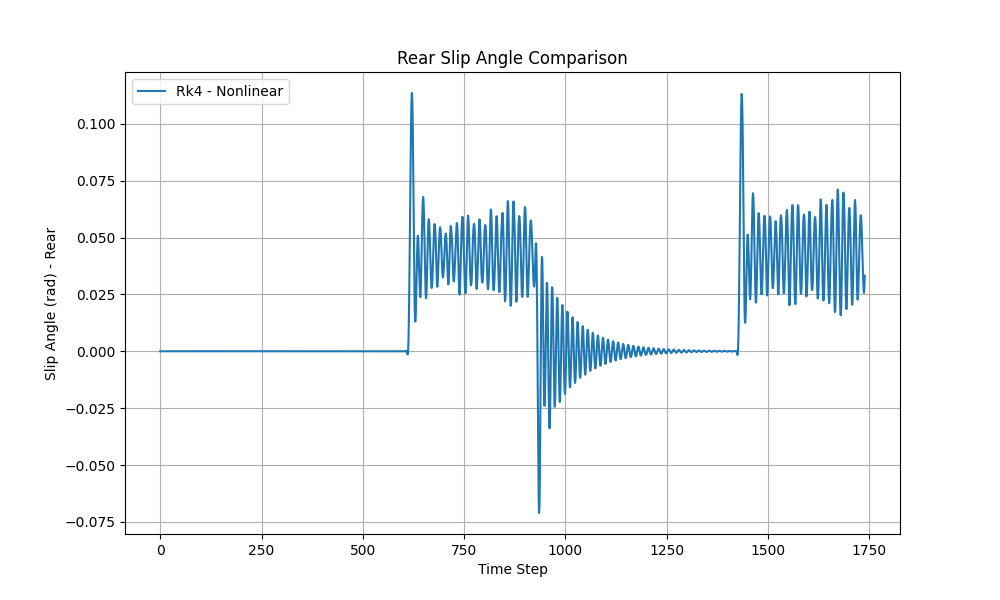 Rear Slip Angle Comparison
Rk4 - Nonlinear
Slip Angle (rad) - Rear
0.100
0.075
0.050
0.025
0.000
−0.025
−0.050
−0.075
0 250 500 750 1000 1250 1500 1750
Time Step